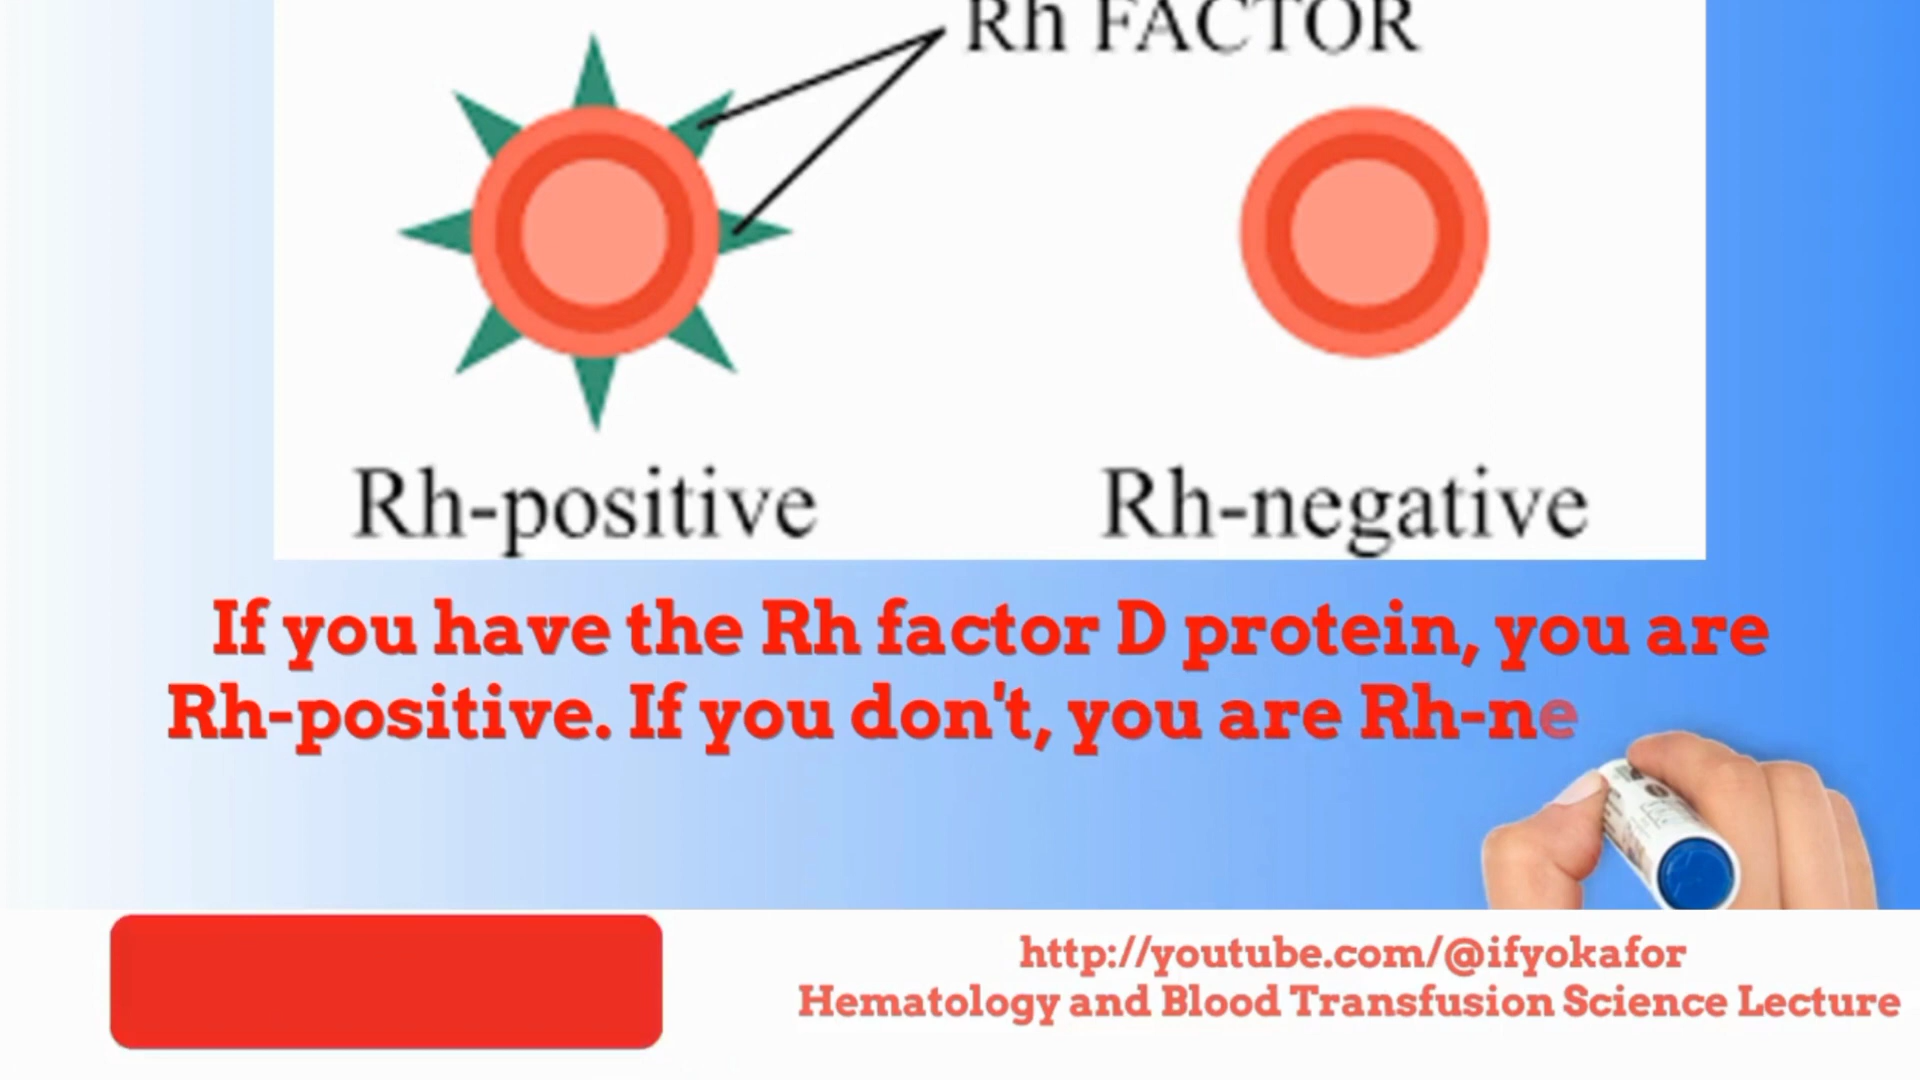 Rh FACTOR
Rh-positive
Rh-negative
If you have the Rh factor D protein, you are
Rh-positive. If you don't, you are Rh-ne
http://youtube.com/@ifyokafor
Hematology and Blood Transfusion Science Lecture